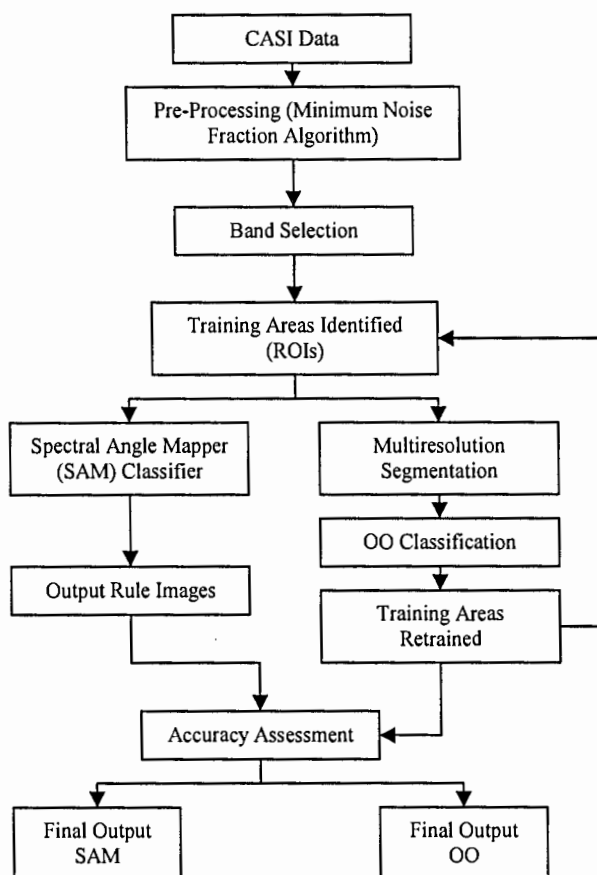 CASI Data
Pre-Processing (Minimum Noise
Fraction Algorithm)
Band Selection
Training Areas Identified
(ROIs)
Spectral Angle Mapper
(SAM) Classifier
Multiresolution
Segmentation
OO Classification
Output Rule Images
Training Areas
Retrained
Accuracy Assessment
Final Output
SAM
Final Output
OO